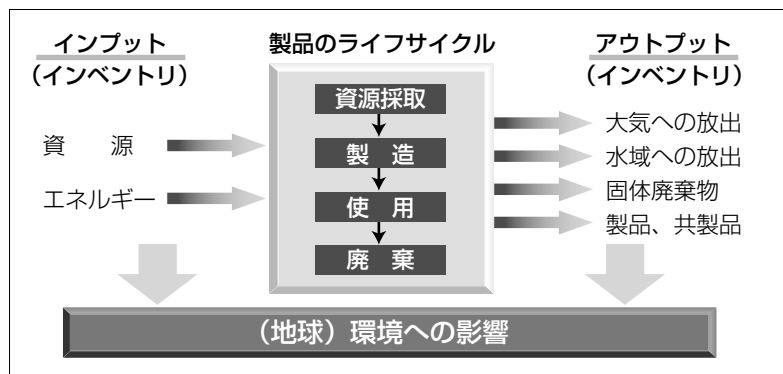 インプット
（インベントリ）
資　源
エネルギー
製品のライフサイクル
資源採取
製　造
使　用
廃　棄
アウトプット
（インベントリ）
大気への放出
水域への放出
固体廃棄物
製品、共製品
（地球）環境への影響